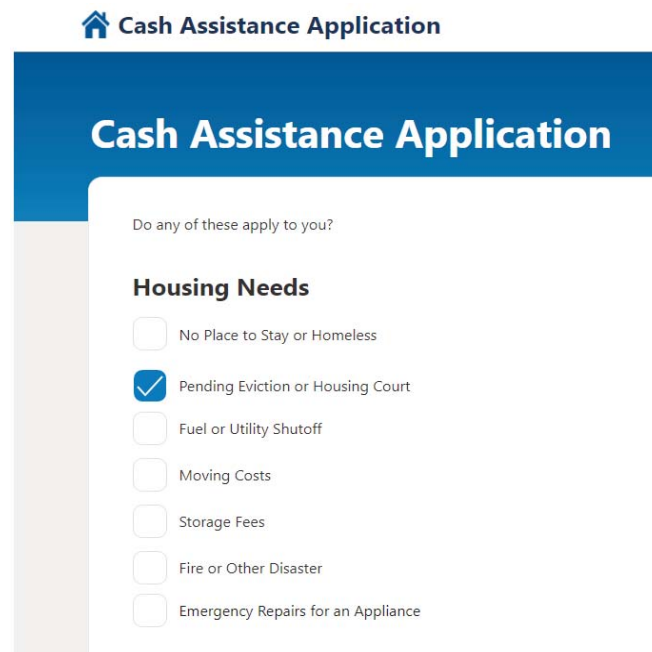 Cash Assistance Application
Cash Assistance Application
Do any of these apply to you?
Housing Needs
No Place to Stay or Homeless
Pending Eviction or Housing Court
Fuel or Utility Shutoff
Moving Costs
Storage Fees
Fire or Other Disaster
Emergency Repairs for an Appliance